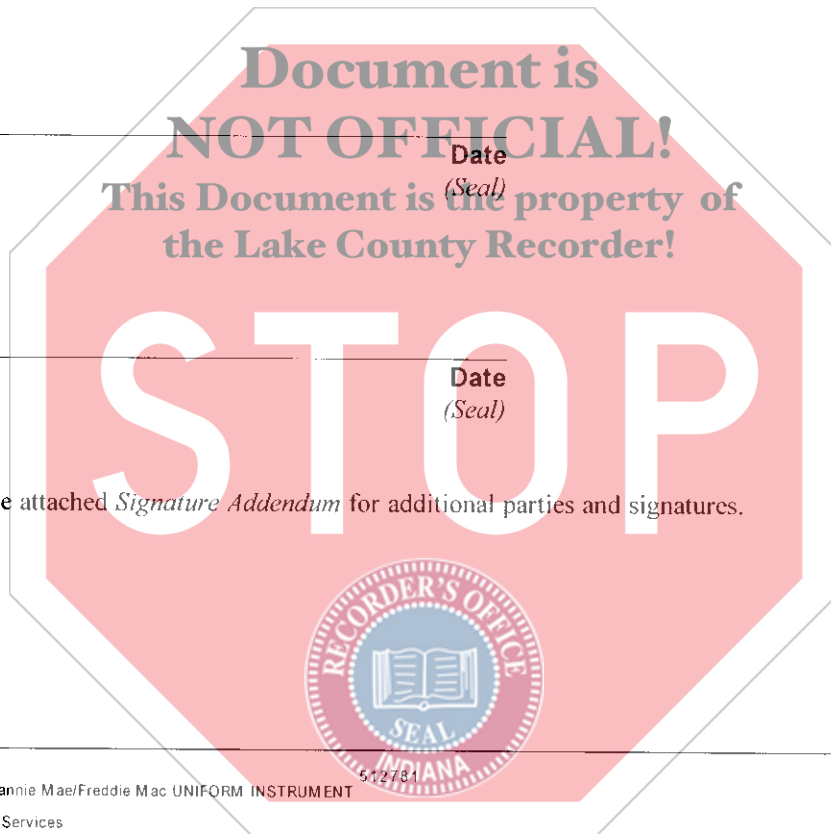 Document is
NOT OFFICIAL!
Date
(Seal)
This Document is the property of
the Lake County Recorder!
STOP
Date
(Seal)
e attached Signature Addendum for additional parties and signatures.
RECORDER'S OFFICE
SEAL
INDIANA
512781
annie Mae/Freddie Mac UNIFORM INSTRUMENT
Services